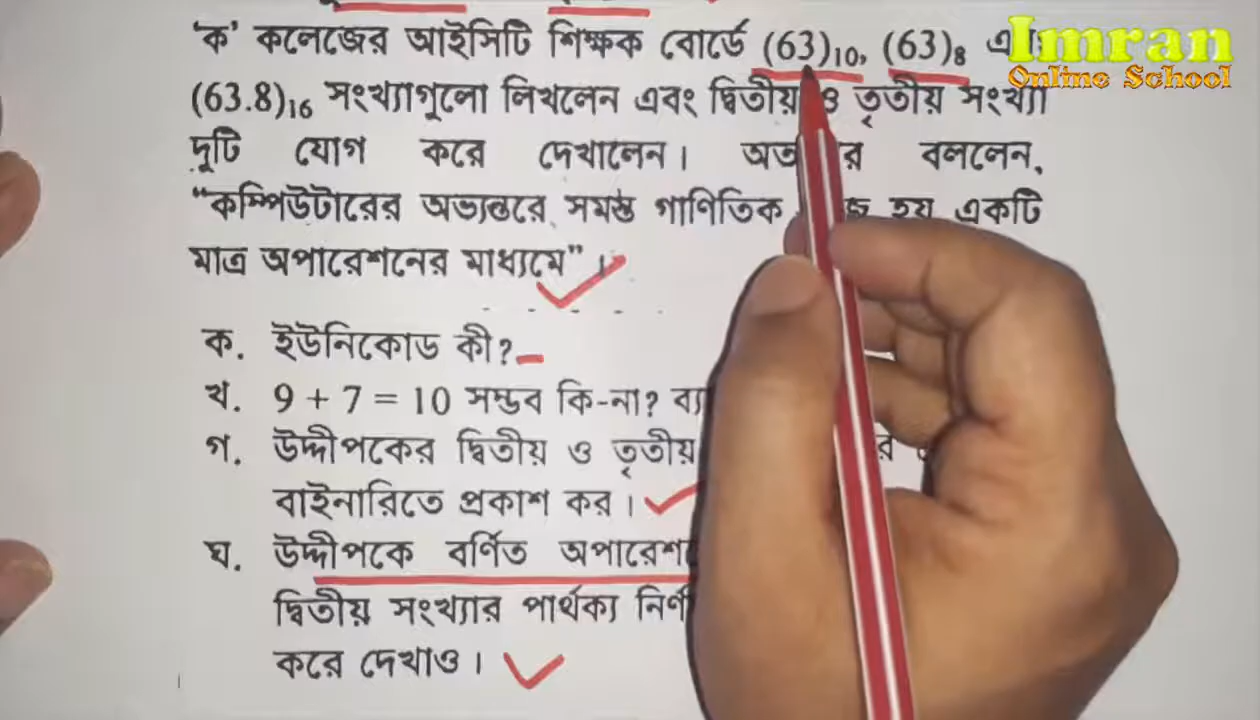 Imran
Online School
‘ক’ কলেজের আইসিটি শিক্ষক বোর্ডে (63)₁₀, (63)₈
(63.8)₁₆ সংখ্যাগুলো লিখলেন এবং দ্বিতীয় ও তৃতীয় সংখ্যা
দুটি যোগ করে দেখালেন। বললেন,
“কম্পিউটারের অভ্যন্তরে সমস্ত গাণিতিক হয় একটি
মাত্র অপারেশনের মাধ্যমে”।
ক. ইউনিকোড কী?
খ. 9 + 7 = 10 সম্ভব কি-না?
গ. উদ্দীপকের দ্বিতীয় ও তৃতীয়
বাইনারিতে প্রকাশ কর।
ঘ. উদ্দীপকে বর্ণিত
দ্বিতীয় সংখ্যার পার্থক্য
করে দেখাও।